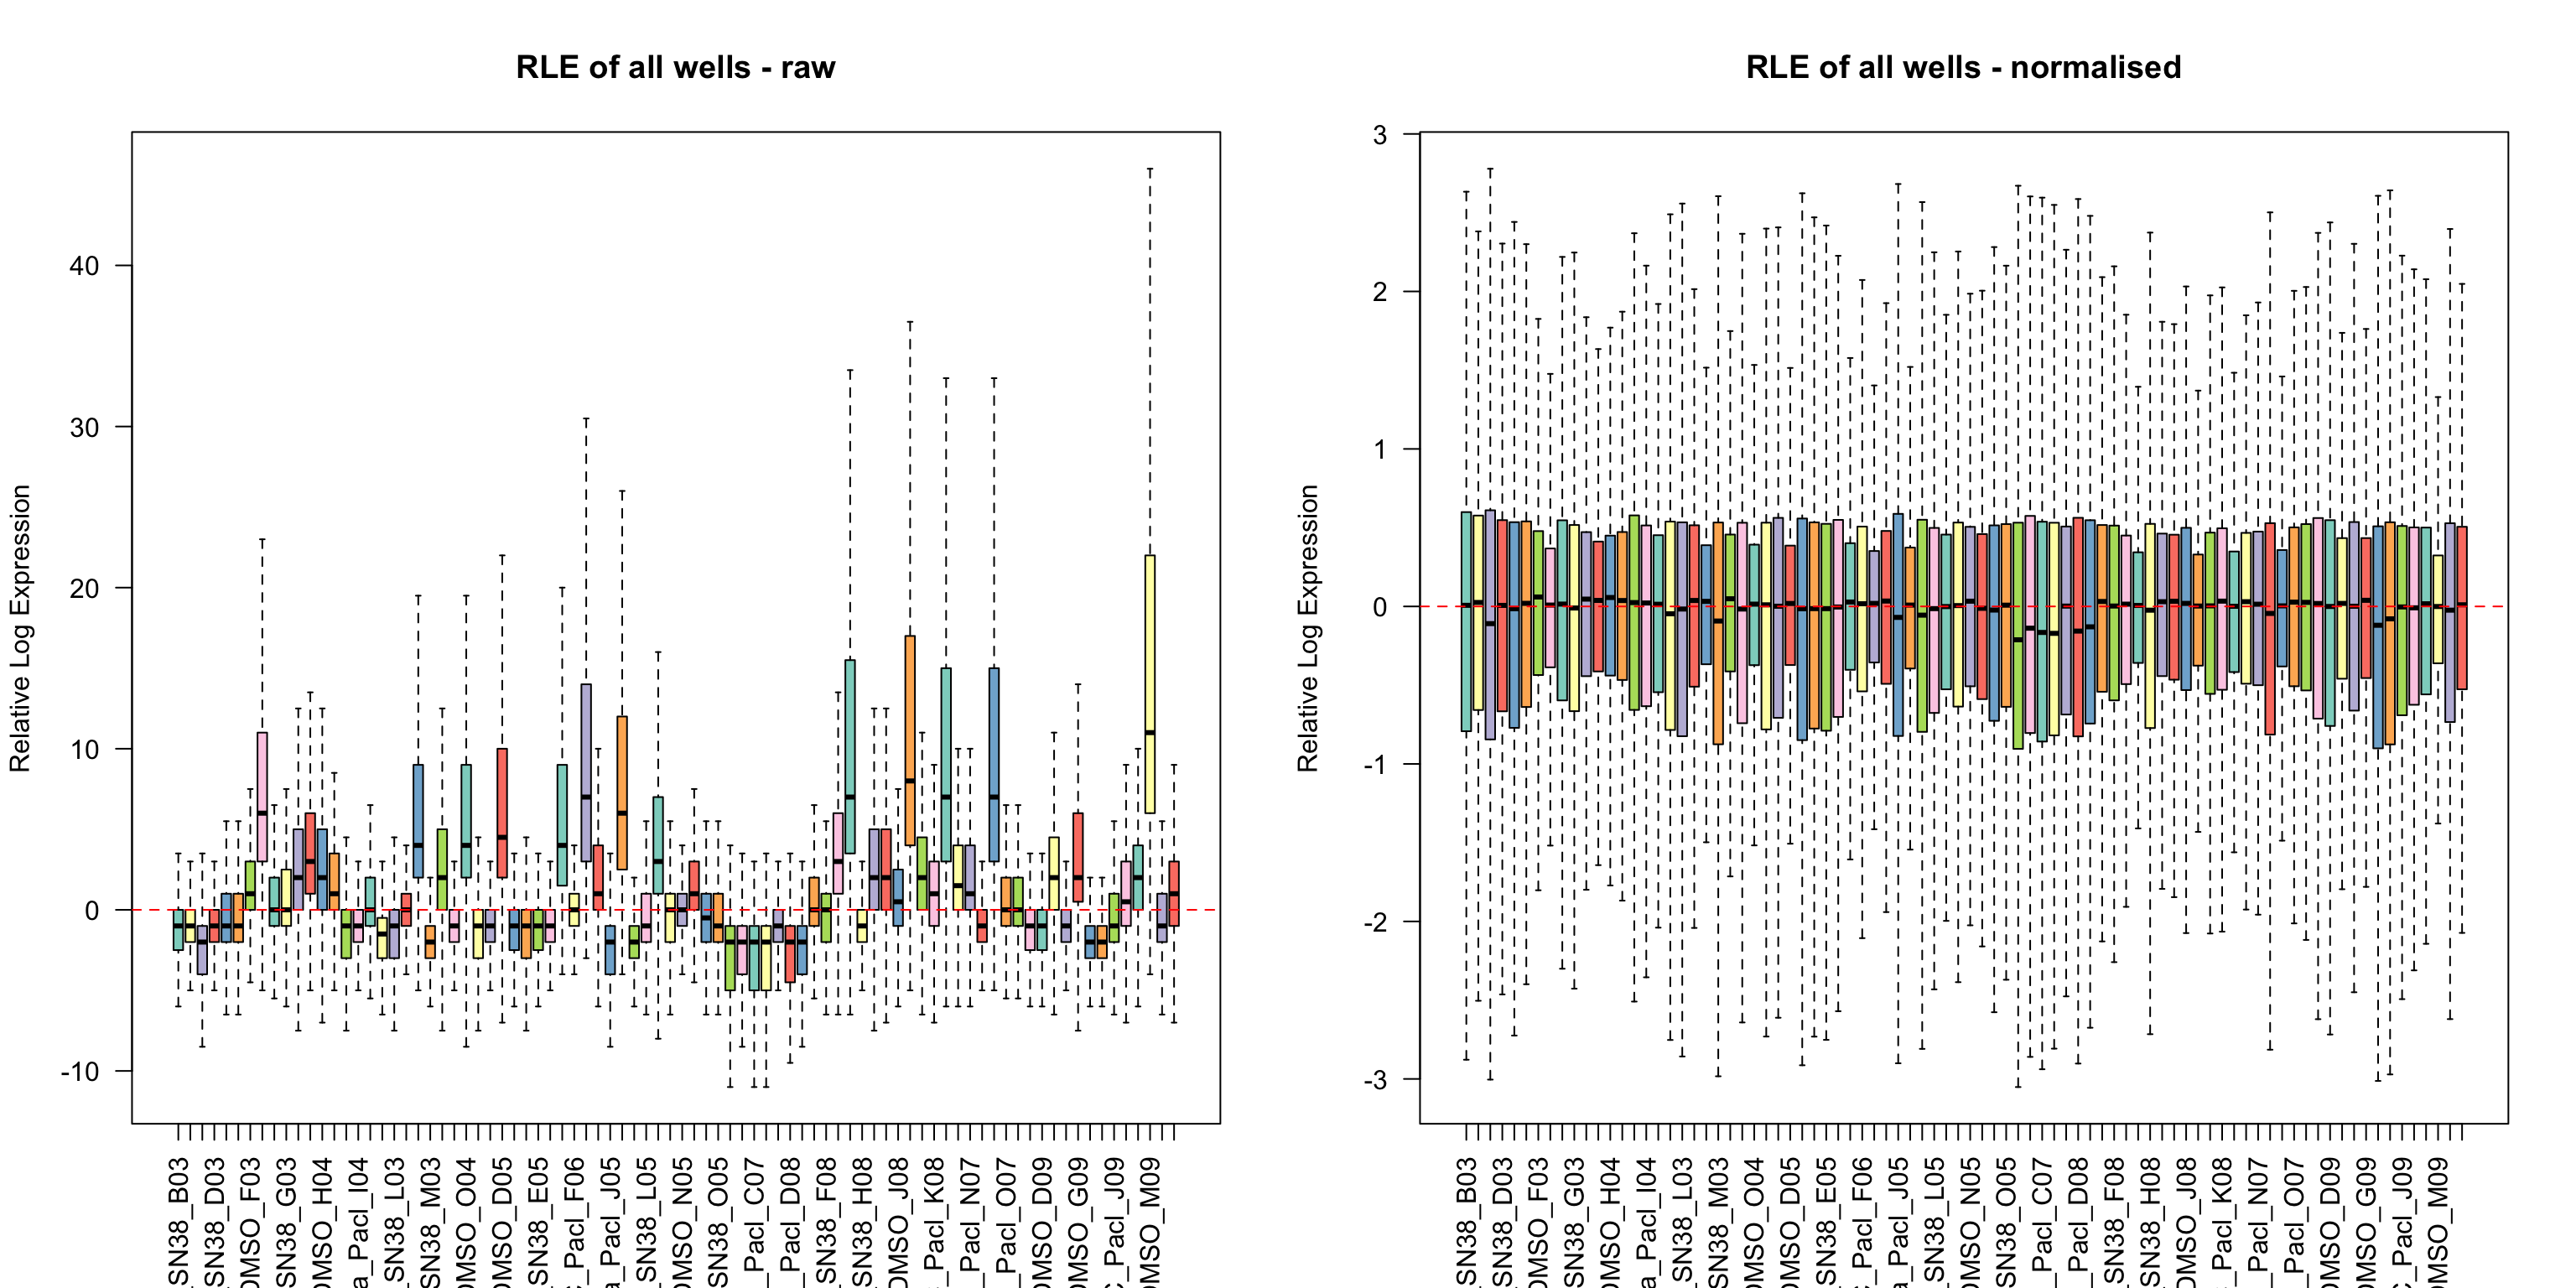 RLE of all wells - raw
Relative Log Expression
40
30
20
10
0
-10
SN38_B03
SN38_D03
DMSO_F03
SN38_G03
DMSO_H04
a_Pacl_I04
SN38_L03
SN38_M03
DMSO_O04
DMSO_D05
SN38_E05
_Pacl_F06
a_Pacl_J05
SN38_L05
DMSO_N05
SN38_O05
_Pacl_C07
_Pacl_D08
SN38_F08
SN38_H08
DMSO_J08
_Pacl_K08
_Pacl_N07
Pacl_O07
DMSO_D09
DMSO_G09
_Pacl_J09
DMSO_M09
RLE of all wells - normalised
Relative Log Expression
3
2
1
0
-1
-2
-3
SN38_B03
SN38_D03
DMSO_F03
SN38_G03
DMSO_H04
a_Pacl_I04
SN38_L03
SN38_M03
DMSO_O04
DMSO_D05
SN38_E05
_Pacl_F06
a_Pacl_J05
SN38_L05
DMSO_N05
SN38_O05
_Pacl_C07
_Pacl_D08
SN38_F08
SN38_H08
DMSO_J08
_Pacl_K08
_Pacl_N07
Pacl_O07
DMSO_D09
DMSO_G09
_Pacl_J09
DMSO_M09